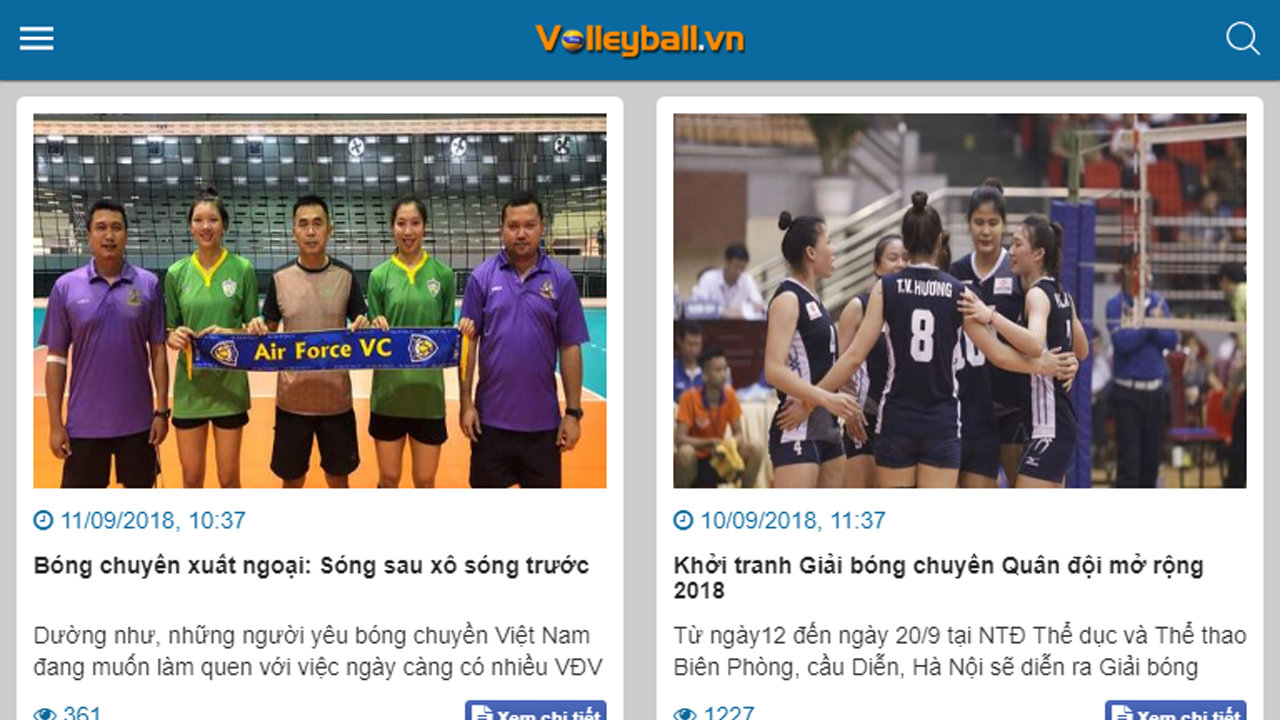 Volleyball.vn
Air Force VC
T.V. HƯƠNG
8
4
11/09/2018, 10:37
Bóng chuyền xuất ngoại: Sóng sau xô sóng trước
Dường như, những người yêu bóng chuyền Việt Nam
đang muốn làm quen với việc ngày càng có nhiều VĐV
361
Xem chi tiết
10/09/2018, 11:37
Khởi tranh Giải bóng chuyên Quân đội mở rộng
2018
Từ ngày12 đến ngày 20/9 tại NTĐ Thể dục và Thể thao
Biên Phòng, cầu Diễn, Hà Nội sẽ diễn ra Giải bóng
1227
Xem chi tiết